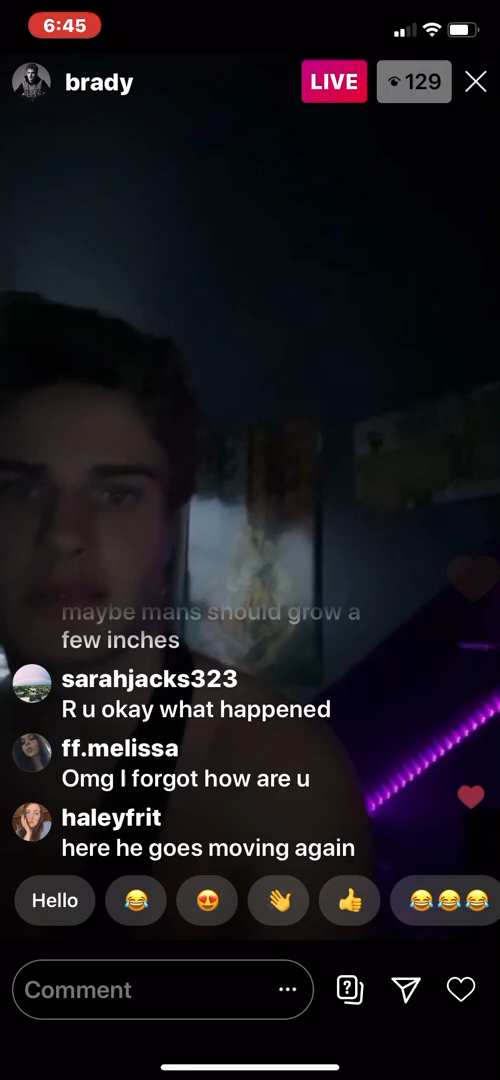 6:45
brady
LIVE
129
maybe mans should grow a
few inches
sarahjacks323
R u okay what happened
ff.melissa
Omg I forgot how are u
haleyfrit
here he goes moving again
Hello
Comment